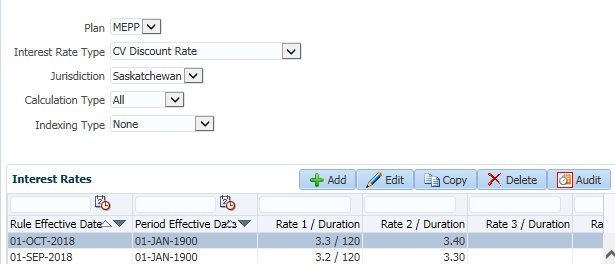 Plan MEPP
Interest Rate Type CV Discount Rate
Jurisdiction Saskatchewan
Calculation Type All
Indexing Type None
Interest Rates Add Edit Copy Delete Audit
Rule Effective Date Period Effective Date Rate 1 / Duration Rate 2 / Duration Rate 3 / Duration Ra
01-OCT-2018 01-JAN-1900 3.3 / 120 3.40
01-SEP-2018 01-JAN-1900 3.2 / 120 3.30